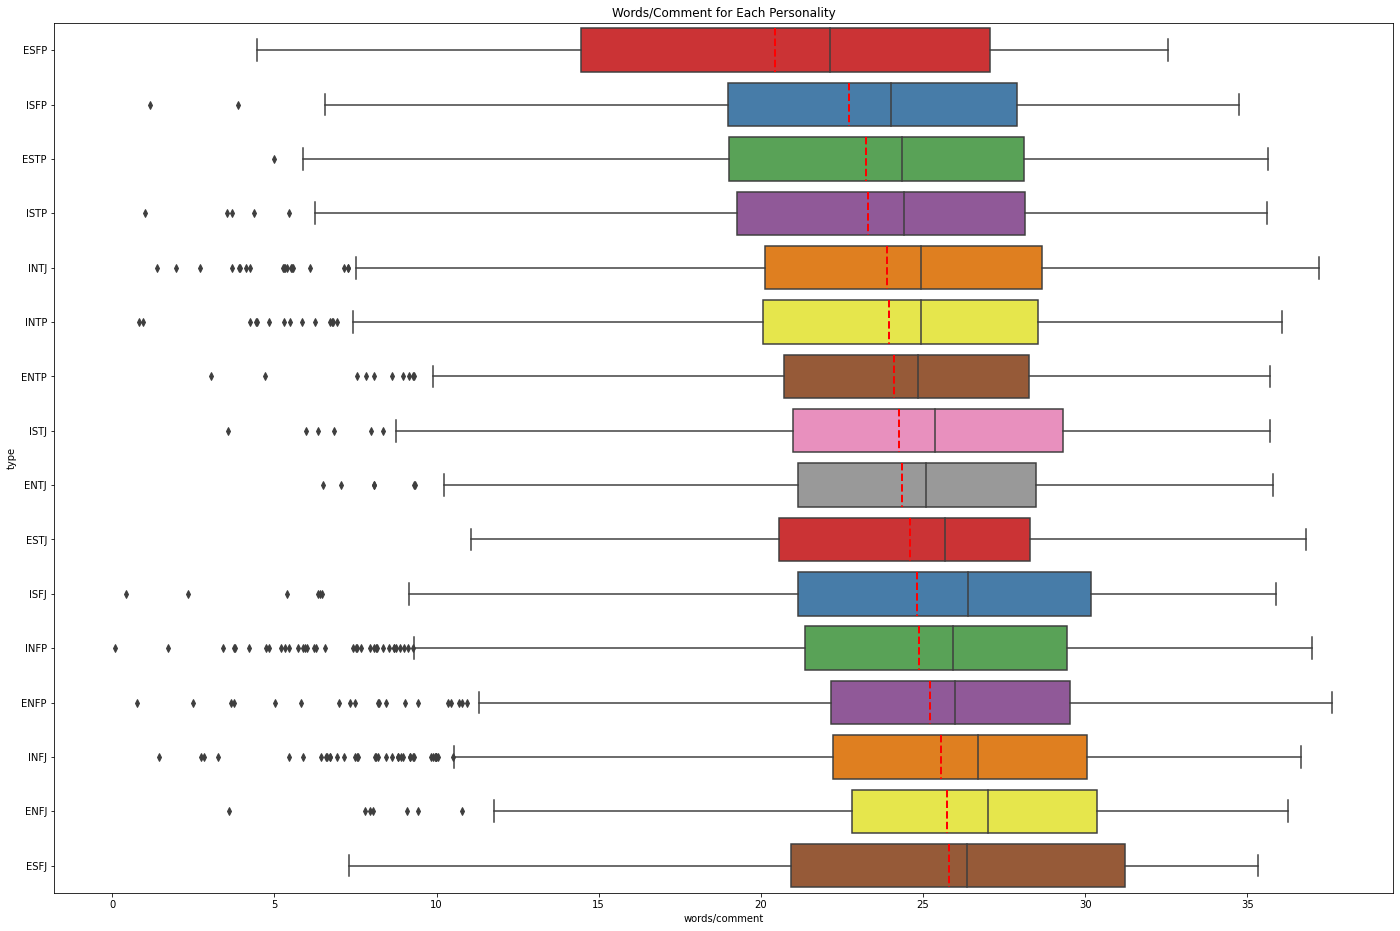 Words/Comment for Each Personality
ESFP
ISFP
ESTP
ISTP
INTJ
INTP
ENTP
ISTJ
ENTJ
ESTJ
ISFJ
INFP
ENFP
INFJ
ENFJ
ESFJ
type
0 5 10 15 20 25 30 35
words/comment